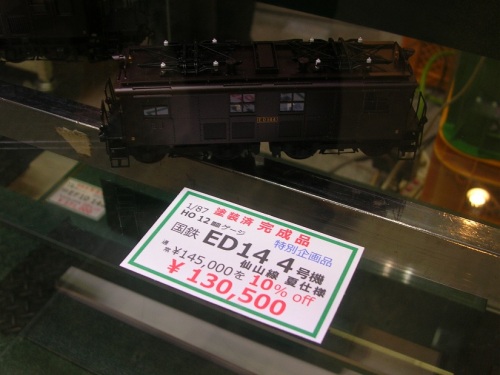 ED144
1/87 塗装済 完成品
HO 12㎜ゲージ 特別企画品
国鉄 ED14 4号機
仙山線 夏仕様
通常 ¥145,000を 10% off
¥130,500